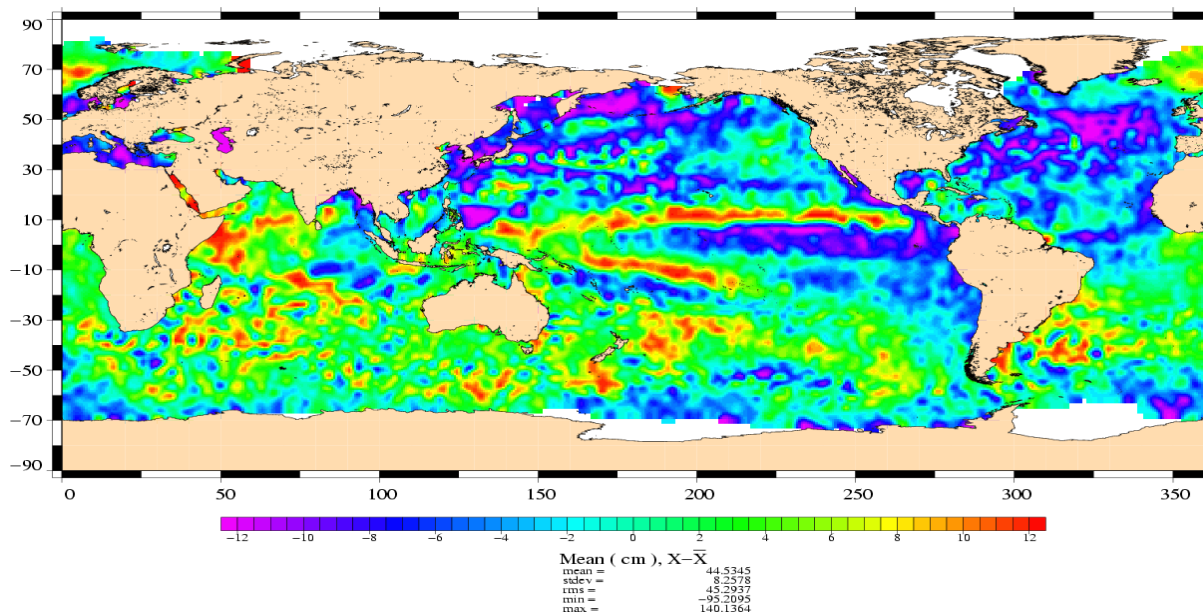 90
70
50
30
10
−10
−30
−50
−70
−90
0 50 100 150 200 250 300 350
−12 −10 −8 −6 −4 −2 0 2 4 6 8 10 12
Mean ( cm ), X−X̅
mean = 44.5345
stdev = 8.2578
rms = 45.2937
min = −95.2095
max = 140.1364